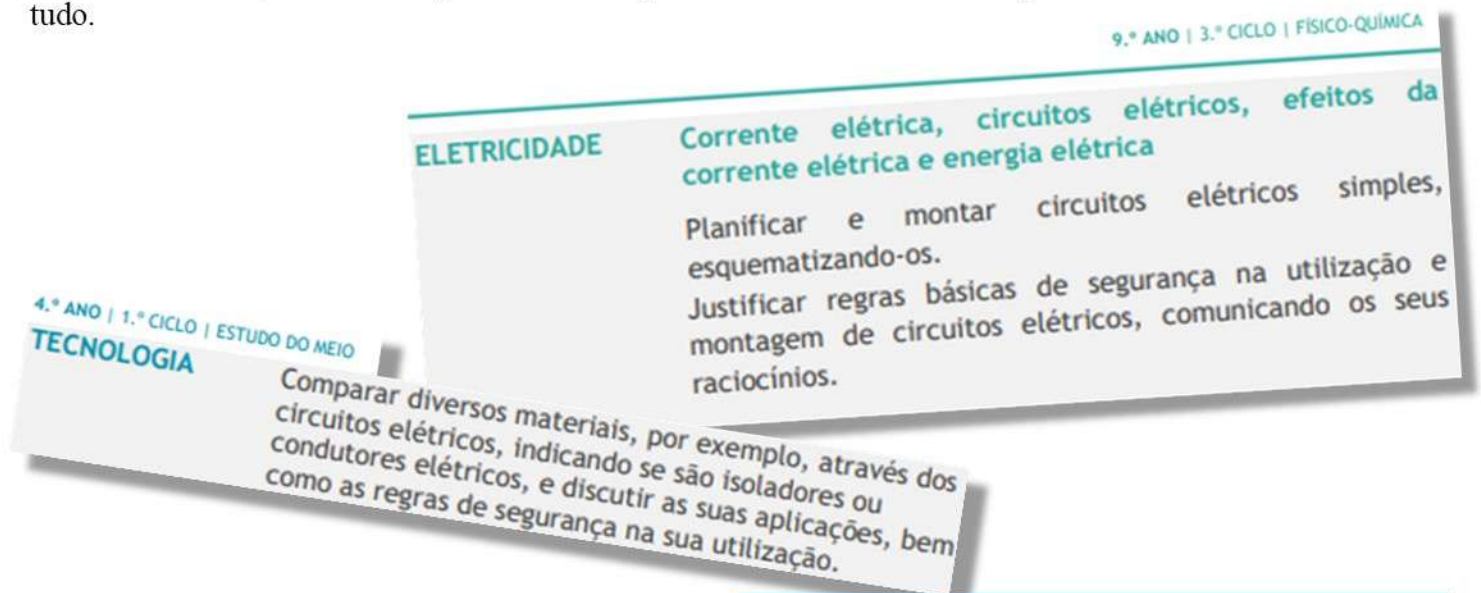 tudo.
9.º ANO | 3.º CICLO | FÍSICO-QUÍMICA
ELETRICIDADE
Corrente elétrica, circuitos elétricos, efeitos da
corrente elétrica e energia elétrica
Planificar e montar circuitos elétricos simples,
esquematizando-os.
Justificar regras básicas de segurança na utilização e
montagem de circuitos elétricos, comunicando os seus
raciocínios.
4.º ANO | 1.º CICLO | ESTUDO DO MEIO
TECNOLOGIA
Comparar diversos materiais, por exemplo, através dos
circuitos elétricos, indicando se são isoladores ou
condutores elétricos, e discutir as suas aplicações, bem
como as regras de segurança na sua utilização.